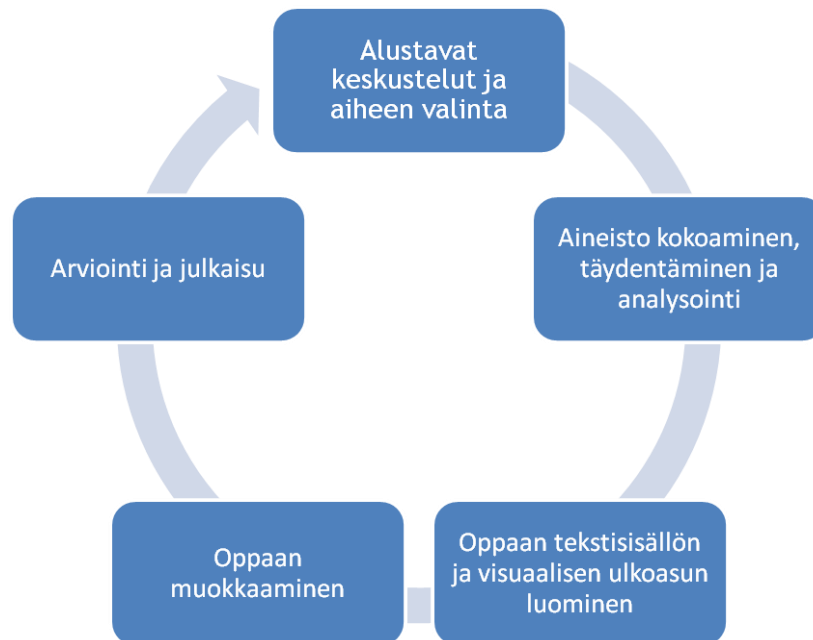 Alustavat
keskustelut ja
aiheen valinta
Aineisto kokoaminen,
täydentäminen ja
analysointi
Oppaan tekstisisällön
ja visuaalisen ulkoasun
luominen
Oppaan
muokkaaminen
Arviointi ja julkaisu